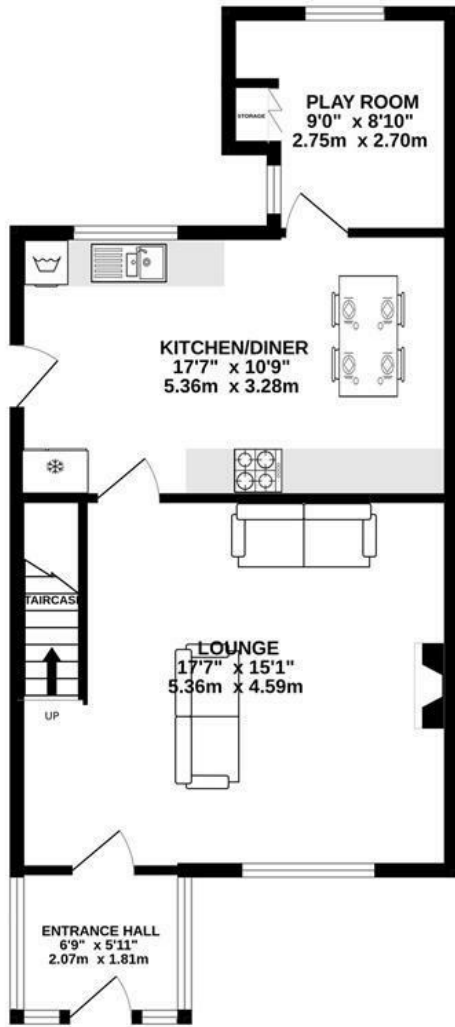 PLAY ROOM
9'0" x 8'10"
2.75m x 2.70m
STORAGE
KITCHEN/DINER
17'7" x 10'9"
5.36m x 3.28m
TAIRCAS
UP
LOUNGE
17'7" x 15'1"
5.36m x 4.59m
ENTRANCE HALL
6'9" x 5'11"
2.07m x 1.81m